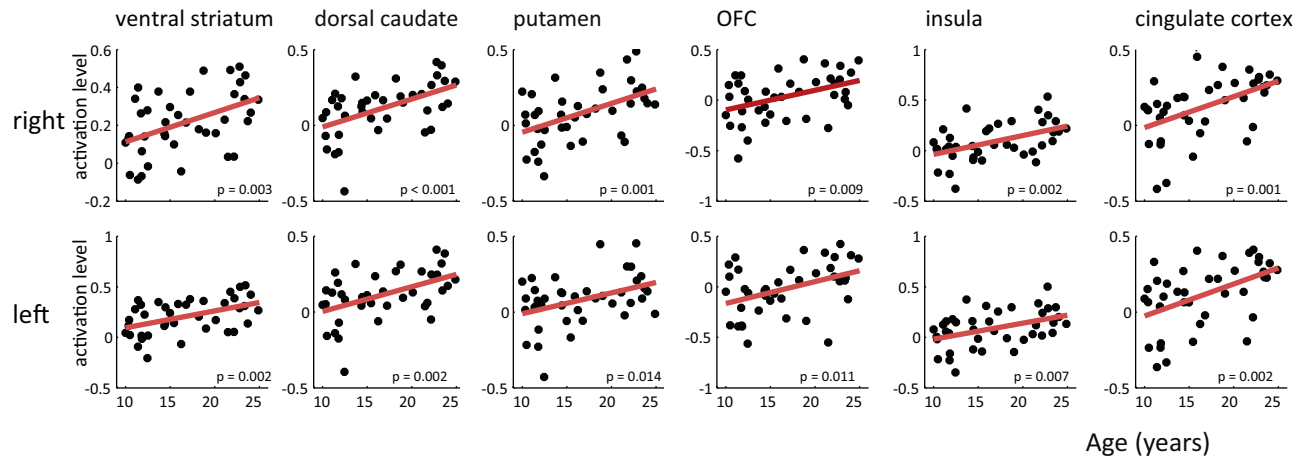 ventral striatum dorsal caudate putamen OFC insula cingulate cortex
right
activation level
0.6 0.4 0.2 0 -0.2 p = 0.003
0.5 0 -0.5 p < 0.001
0.5 0 -0.5 p = 0.001
0.5 0 -0.5 -1 p = 0.009
1 0.5 0 -0.5 p = 0.002
0.5 0 -0.5 p = 0.001
left
activation level
1 0.5 0 -0.5 p = 0.002
0.5 0 -0.5 p = 0.002
0.5 0 -0.5 p = 0.014
0.5 0 -0.5 -1 p = 0.011
1 0.5 0 -0.5 p = 0.007
0.5 0 -0.5 p = 0.002
10 15 20 25 10 15 20 25 10 15 20 25 10 15 20 25 10 15 20 25 10 15 20 25
Age (years)